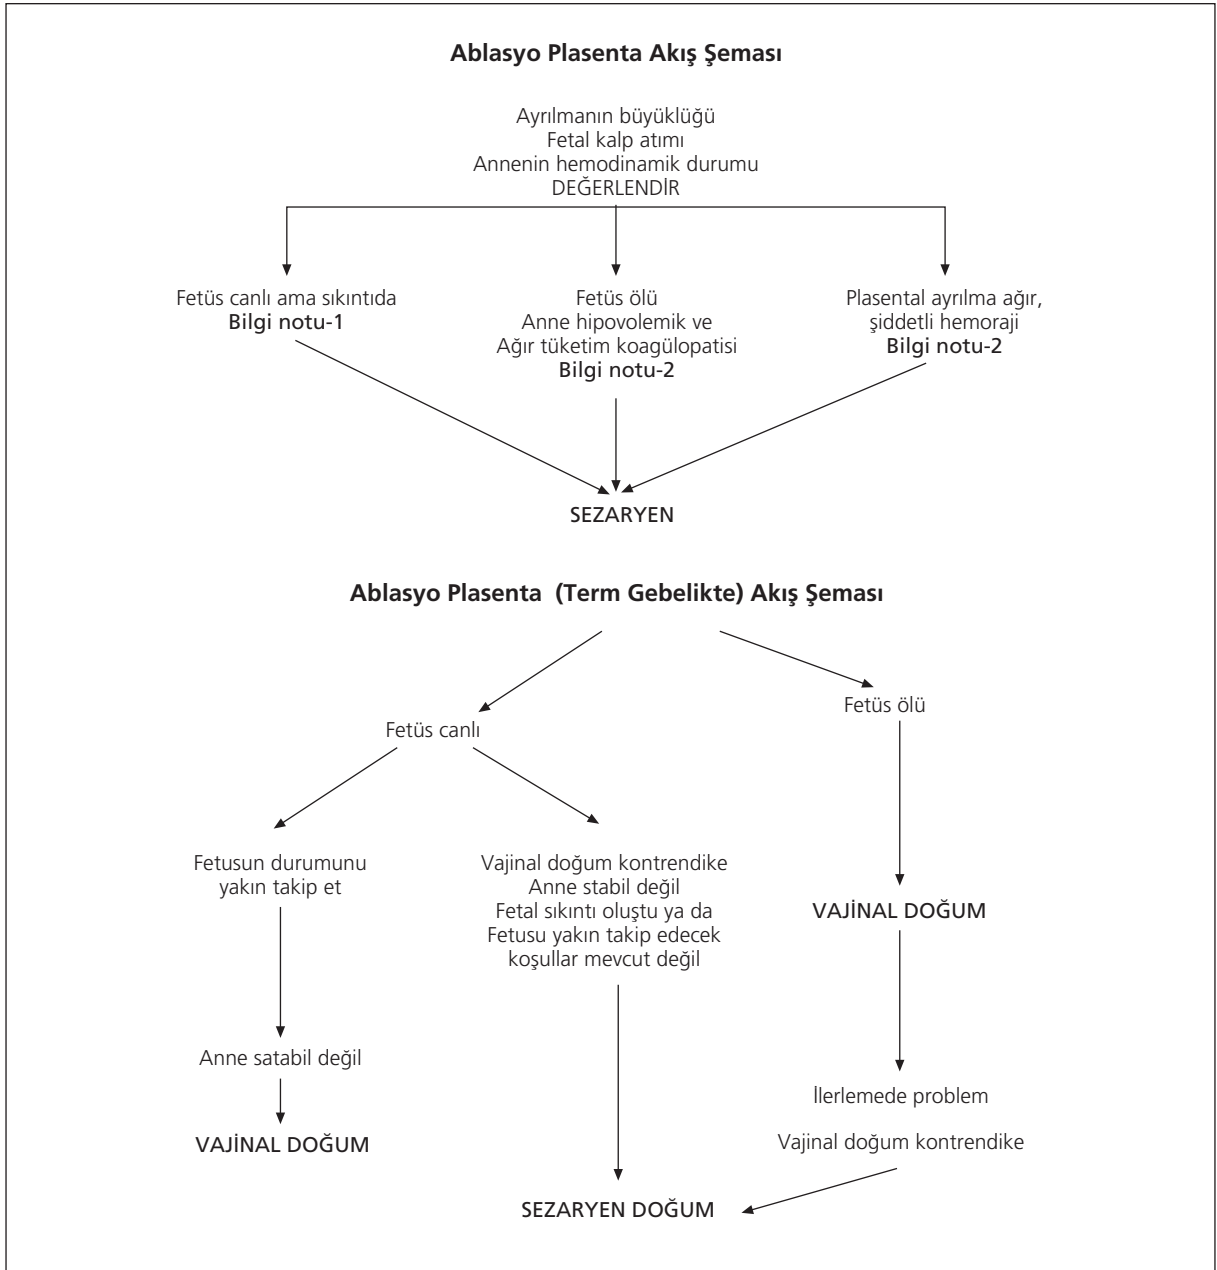 Ablasyo Plasenta Akış Şeması
Ayrılmanın büyüklüğü
Fetal kalp atımı
Annenin hemodinamik durumu
DEĞERLENDİR
Fetüs canlı ama sıkıntıda
Bilgi notu-1
Fetüs ölü
Anne hipovolemik ve
Ağır tüketim koagülopatisi
Bilgi notu-2
Plasental ayrılma ağır,
şiddetli hemoraji
Bilgi notu-2
SEZARYEN
Ablasyo Plasenta (Term Gebelikte) Akış Şeması
Fetüs canlı
Fetüs ölü
Fetusun durumunu
yakın takip et
Vajinal doğum kontrendike
Anne stabil değil
Fetal sıkıntı oluştu ya da
Fetusu yakın takip edecek
koşullar mevcut değil
VAJİNAL DOĞUM
Anne satabil değil
VAJİNAL DOĞUM
İlerlemede problem
Vajinal doğum kontrendike
SEZARYEN DOĞUM